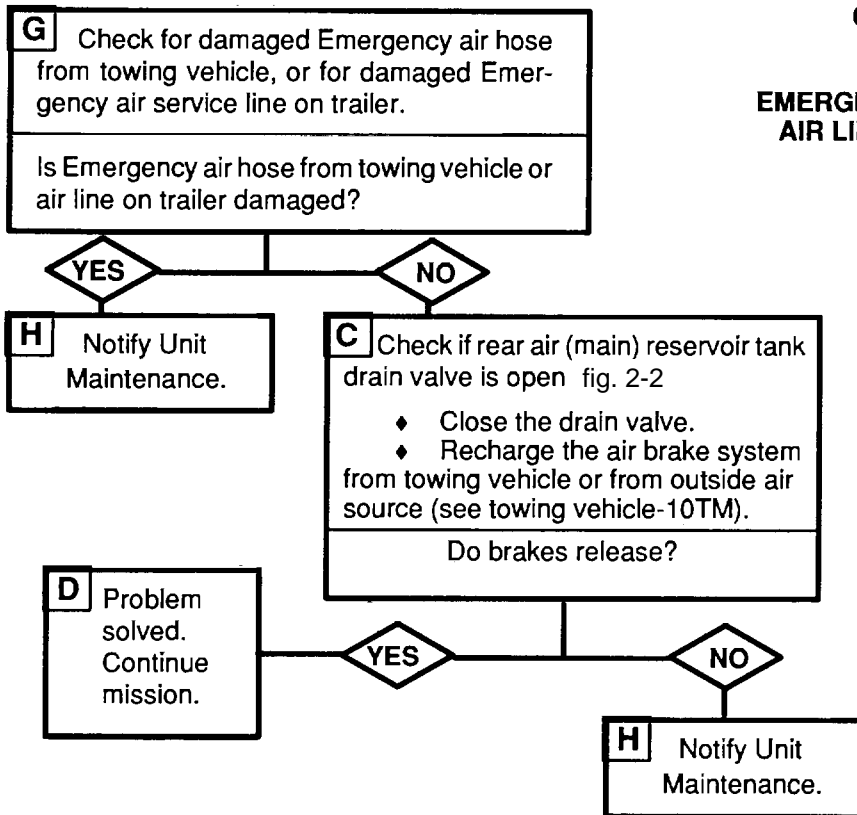 G
Check for damaged Emergency air hose
from towing vehicle, or for damaged Emer-
gency air service line on trailer.
Is Emergency air hose from towing vehicle or
air line on trailer damaged?
YES
NO
H
Notify Unit
Maintenance.
C
Check if rear air (main) reservoir tank
drain valve is open fig. 2-2
♦ Close the drain valve.
♦ Recharge the air brake system
from towing vehicle or from outside air
source (see towing vehicle-10TM).
Do brakes release?
D
Problem
solved.
Continue
mission.
YES
NO
H
Notify Unit
Maintenance.
AIR